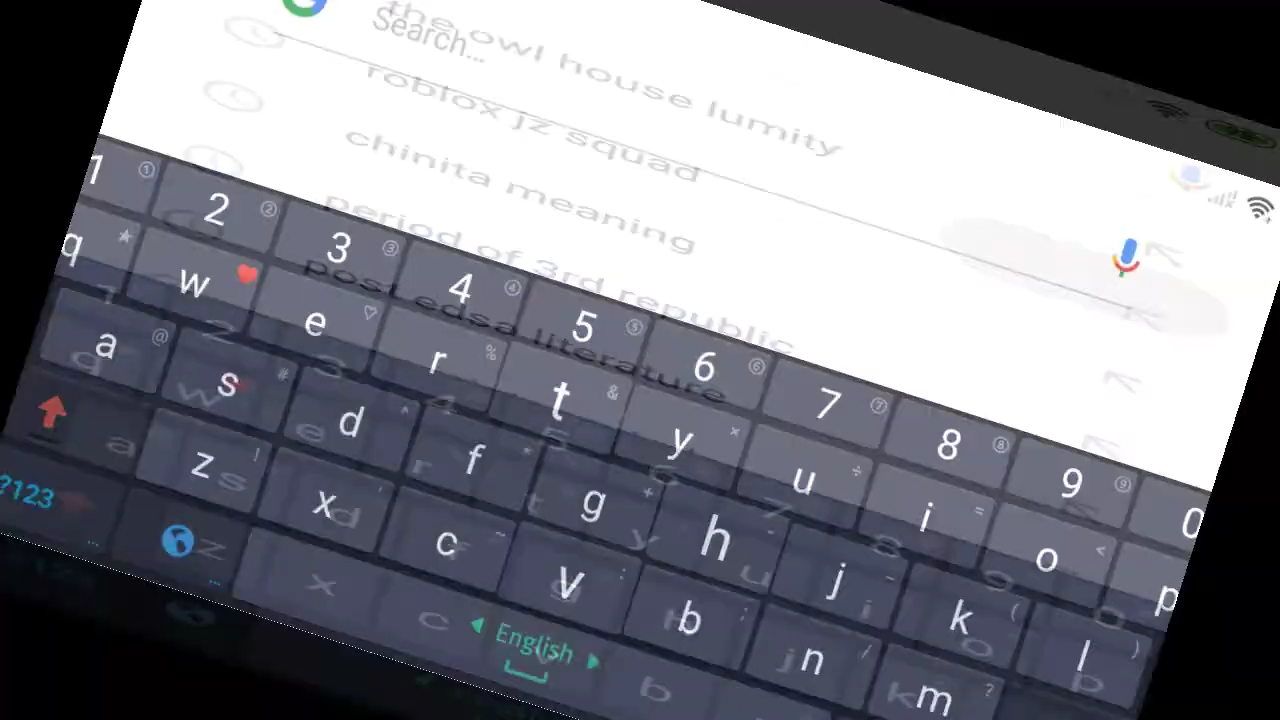 the owl house lumity
Search...
roblox jz squad
chinita meaning
period of 3rd republic
post edsa literature
1 2 3 4 5 6 7 8 9 0
q w e r t y u i o p
a s d f g h j k l
z x c v b n m
?123
English